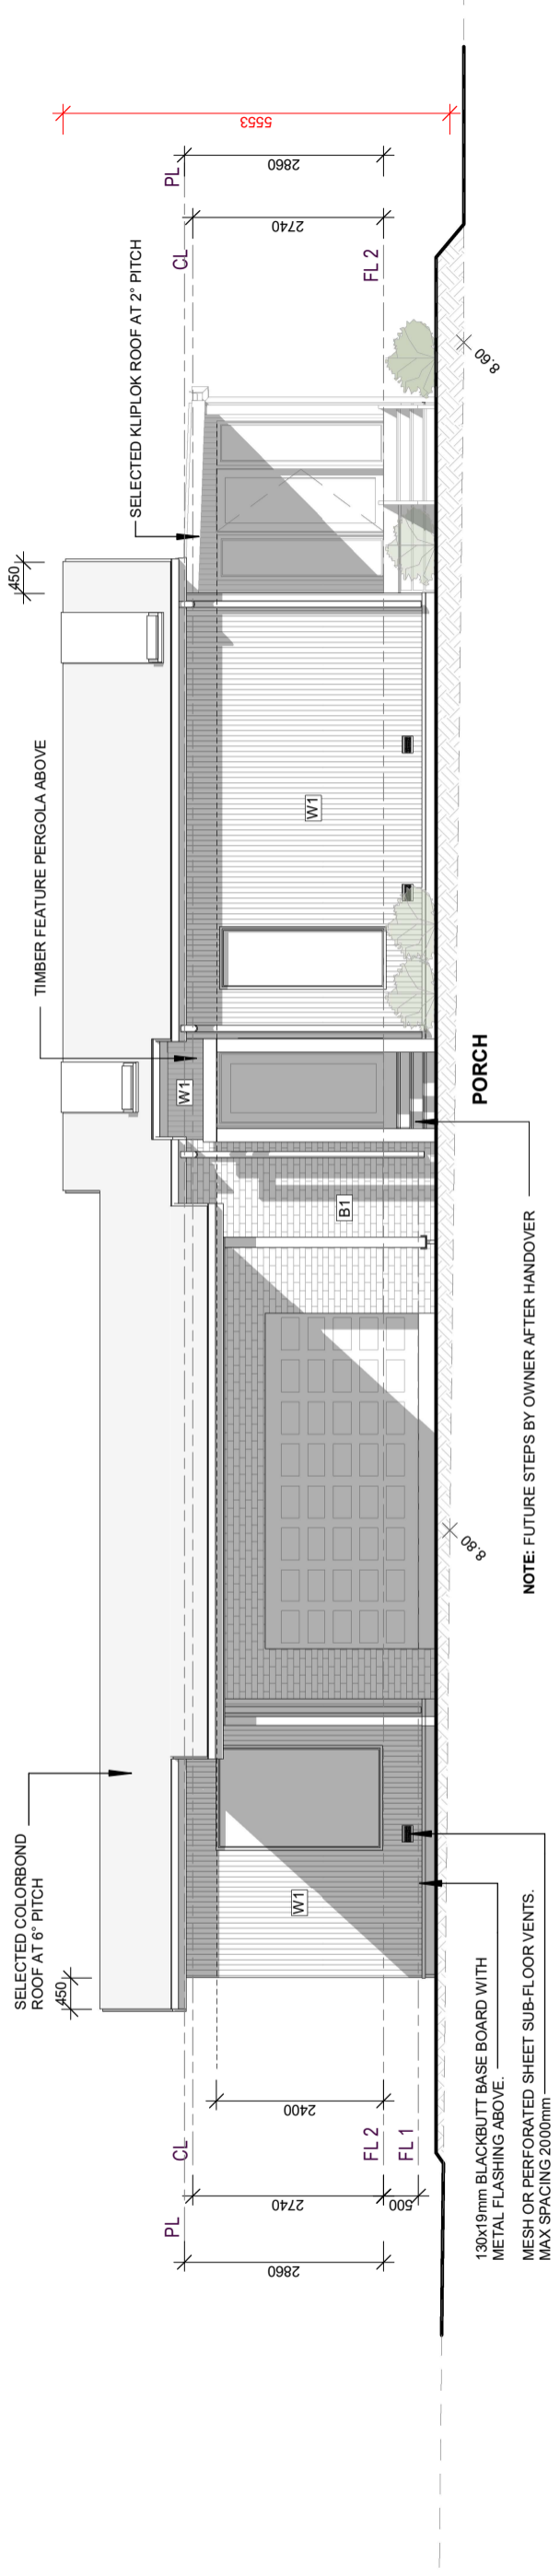 SELECTED COLORBOND
ROOF AT 6° PITCH
450
TIMBER FEATURE PERGOLA ABOVE
450
SELECTED KLIPLOK ROOF AT 2° PITCH
5553
PL
CL
2860
2740
FL 2
PL
CL
2860
2740
2400
FL 2
FL 1
500
W1
W1
W1
B1
PORCH
8.80
8.60
130x19mm BLACKBUTT BASE BOARD WITH
METAL FLASHING ABOVE.
MESH OR PERFORATED SHEET SUB-FLOOR VENTS.
MAX SPACING 2000mm
NOTE: FUTURE STEPS BY OWNER AFTER HANDOVER